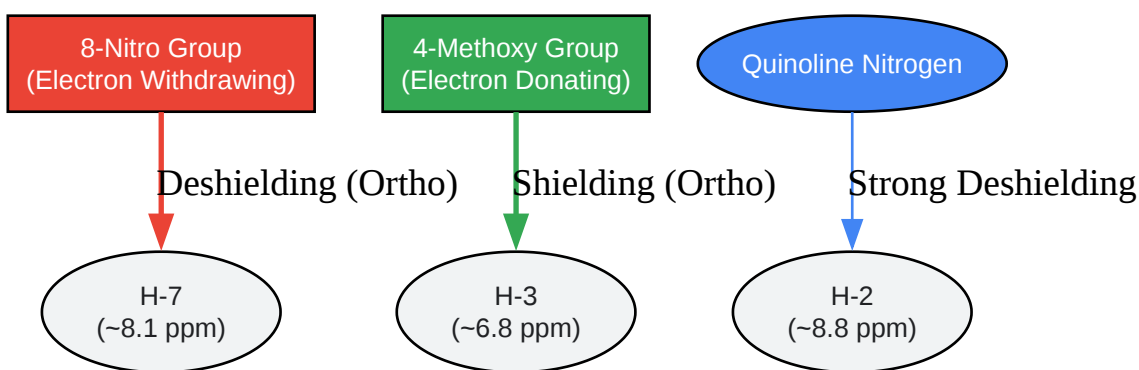 8-Nitro Group
(Electron Withdrawing)
4-Methoxy Group
(Electron Donating)
Quinoline Nitrogen
Deshielding (Ortho)
Shielding (Ortho)
Strong Deshielding
H-7
(~8.1 ppm)
H-3
(~6.8 ppm)
H-2
(~8.8 ppm)